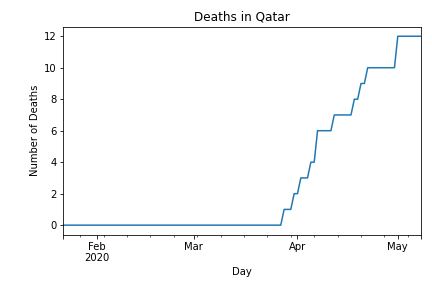 Deaths in Qatar
12
10
8
6
4
2
0
Number of Deaths
Feb
2020
Mar
Apr
May
Day